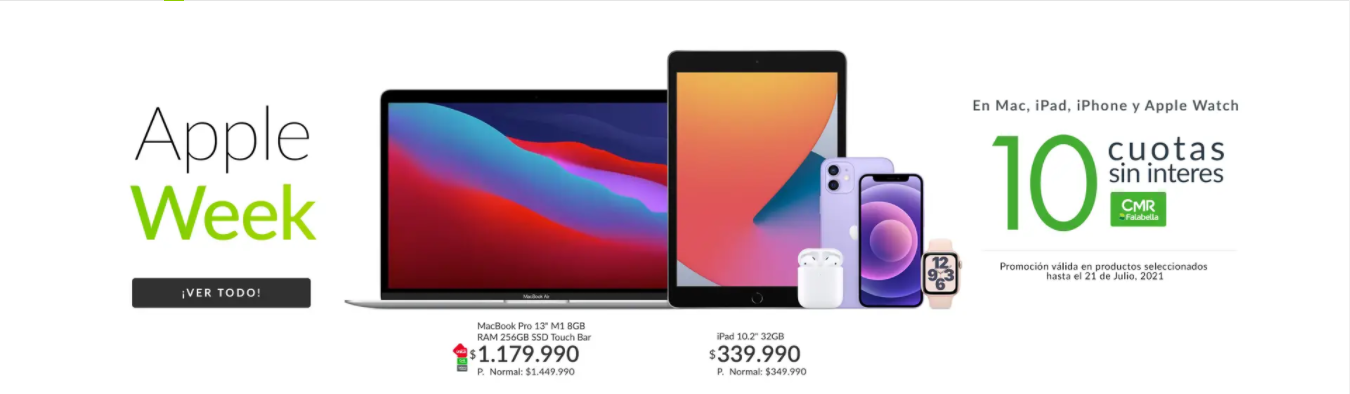 Apple
Week
¡VER TODO!
MacBook Air
MacBook Pro 13" M1 8GB
RAM 256GB SSD Touch Bar
$1.179.990
P. Normal: $1.449.990
iPad 10.2" 32GB
$339.990
P. Normal: $349.990
12
9 3
6
En Mac, iPad, iPhone y Apple Watch
10 cuotas
sin interes
CMR
Falabella
Promoción válida en productos seleccionados
hasta el 21 de Julio, 2021